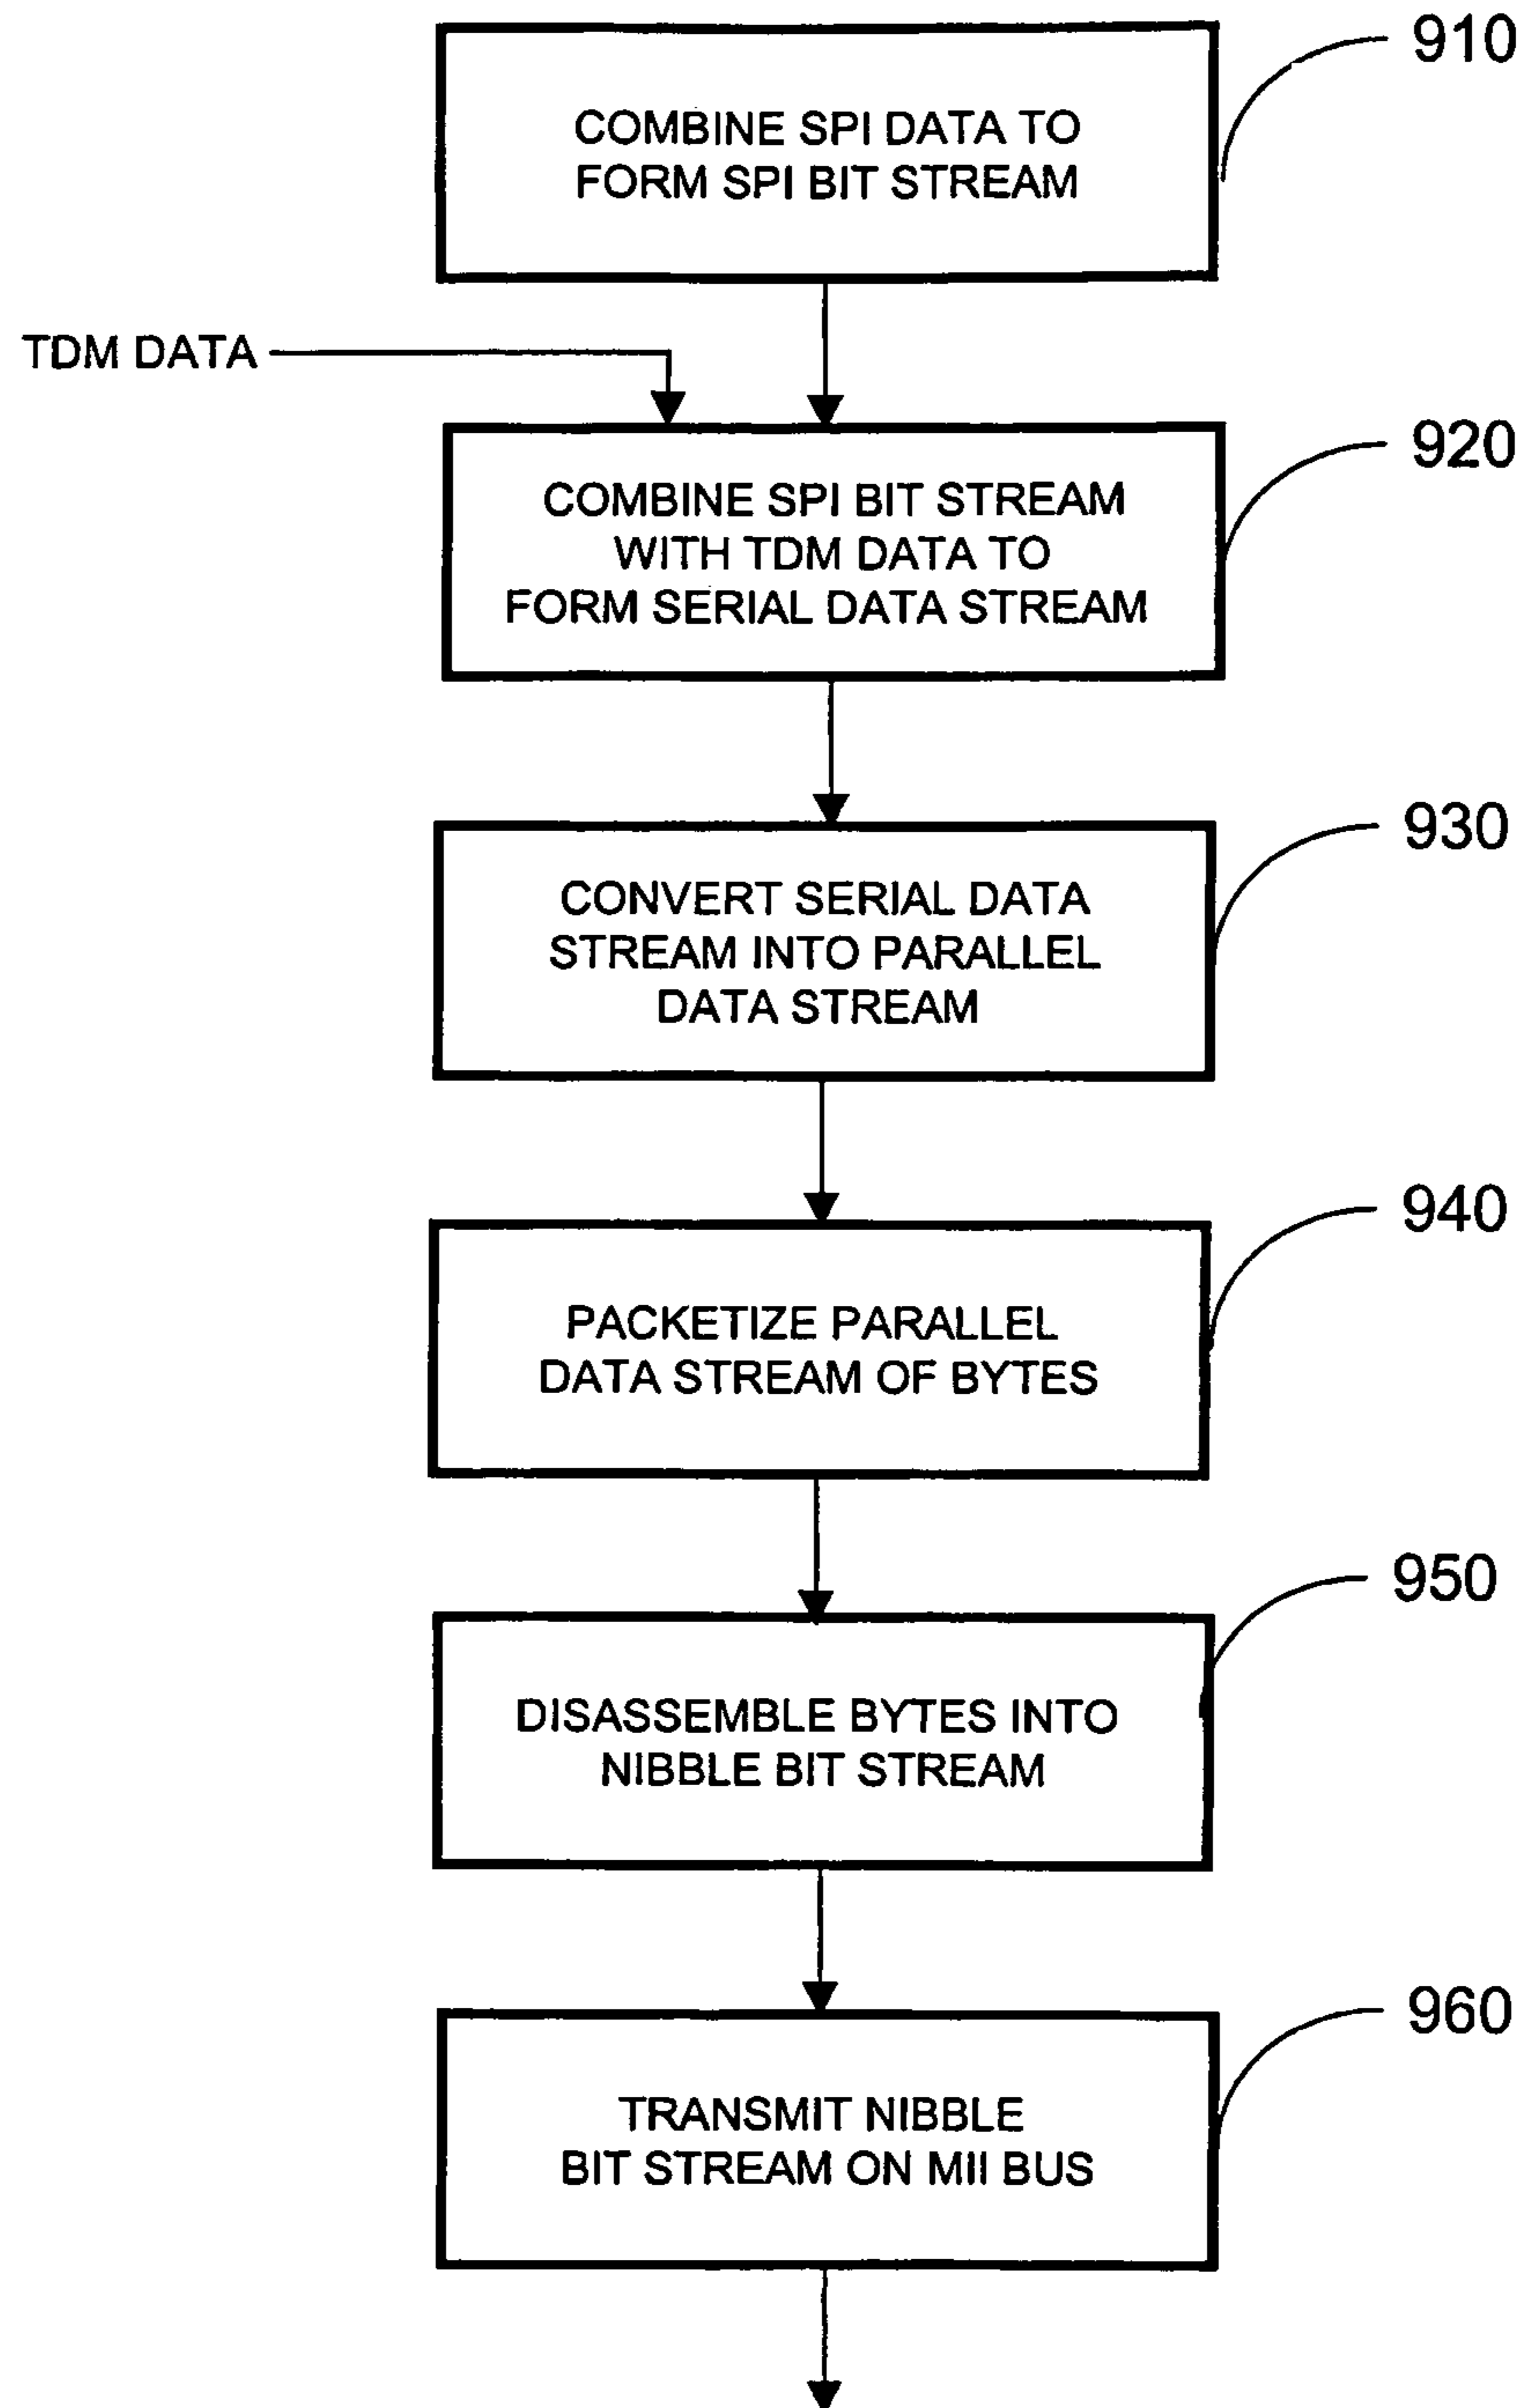 910
COMBINE SPI DATA TO
FORM SPI BIT STREAM
TDM DATA
920
COMBINE SPI BIT STREAM
WITH TDM DATA TO
FORM SERIAL DATA STREAM
930
CONVERT SERIAL DATA
STREAM INTO PARALLEL
DATA STREAM
940
PACKETIZE PARALLEL
DATA STREAM OF BYTES
950
DISASSEMBLE BYTES INTO
NIBBLE BIT STREAM
960
TRANSMIT NIBBLE
BIT STREAM ON MII BUS